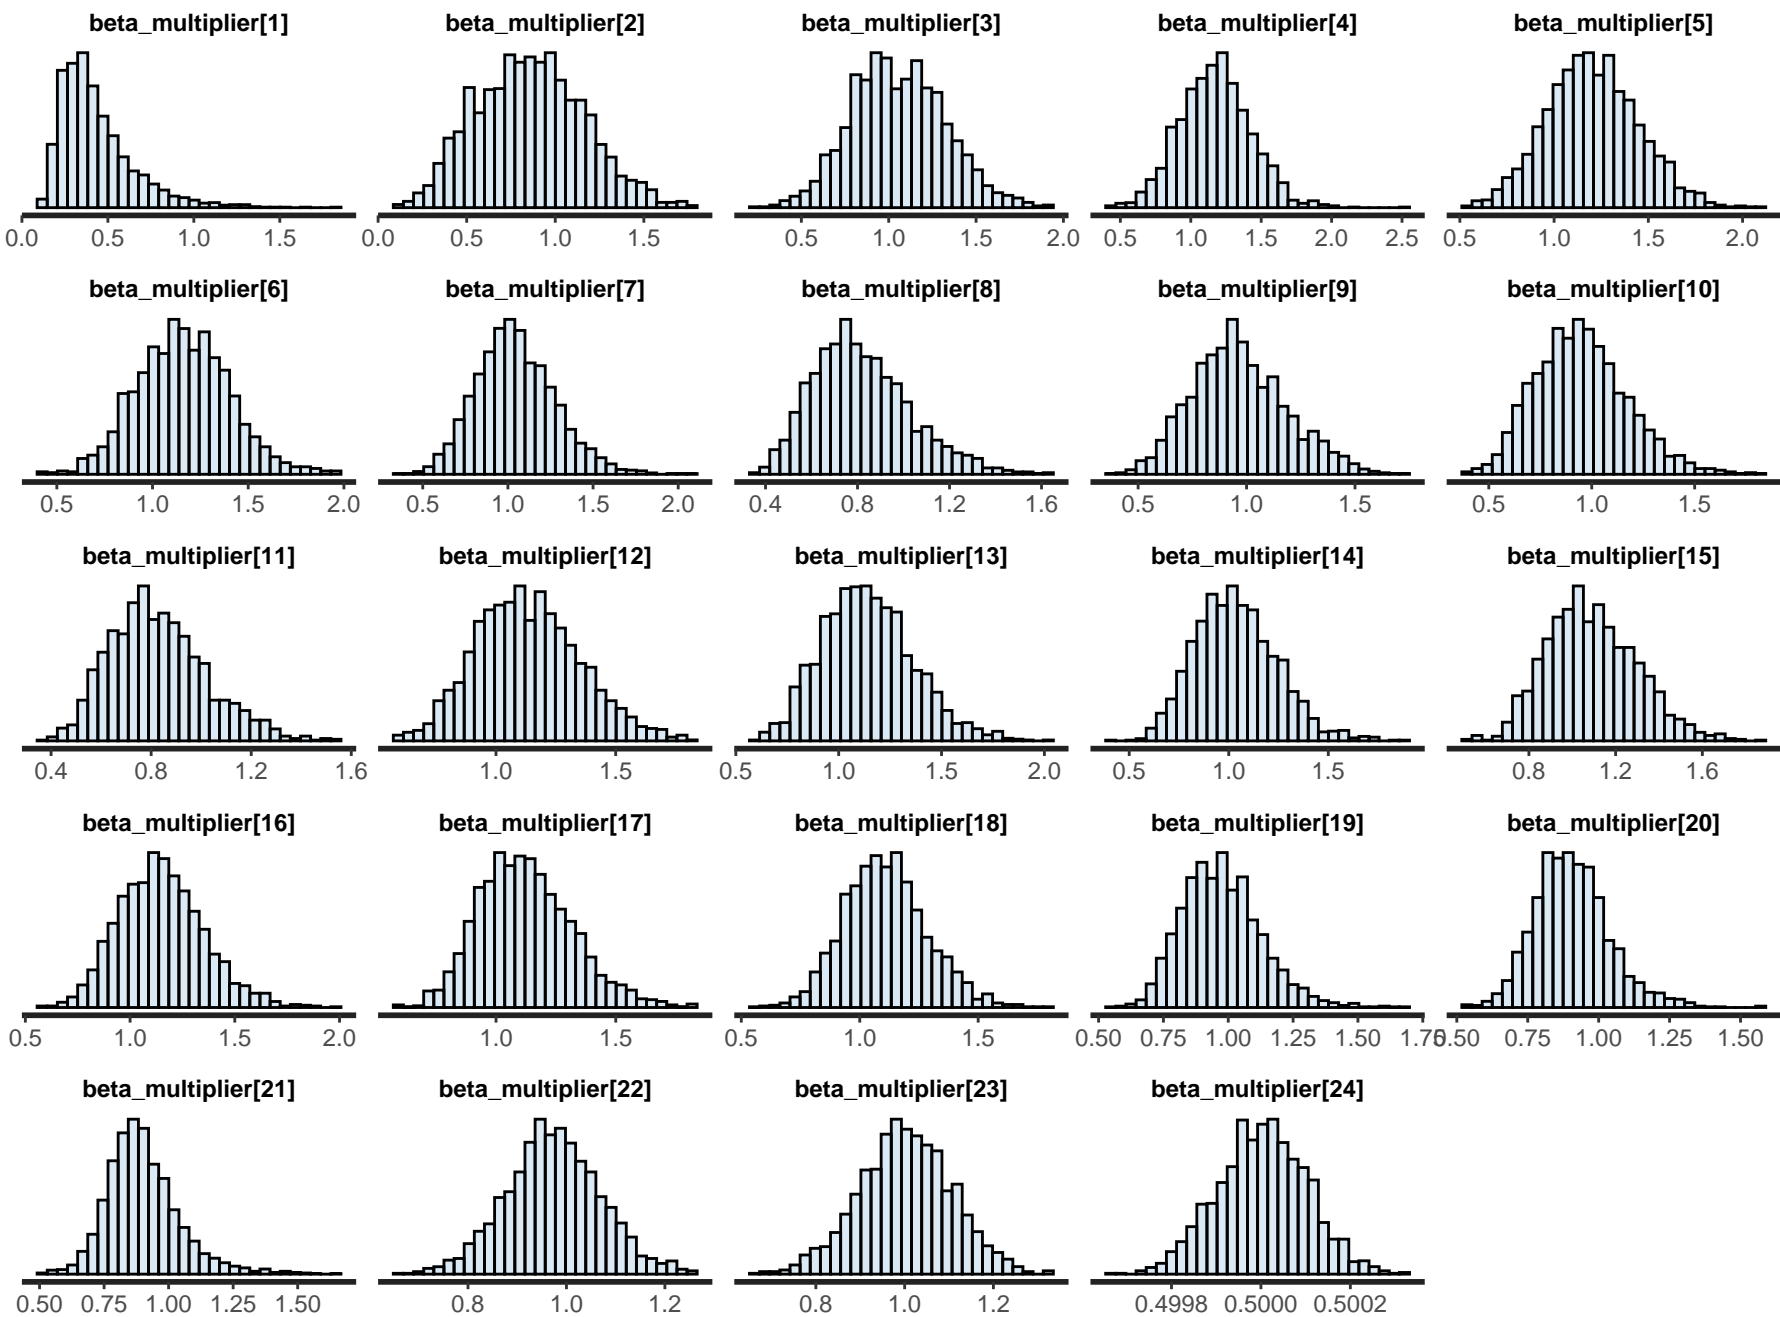 beta_multiplier[1] beta_multiplier[2] beta_multiplier[3] beta_multiplier[4] beta_multiplier[5]
0.0 0.5 1.0 1.5 0.0 0.5 1.0 1.5 0.5 1.0 1.5 2.0 0.5 1.0 1.5 2.0 2.5 0.5 1.0 1.5 2.0
beta_multiplier[6] beta_multiplier[7] beta_multiplier[8] beta_multiplier[9] beta_multiplier[10]
0.5 1.0 1.5 2.0 0.5 1.0 1.5 2.0 0.4 0.8 1.2 1.6 0.5 1.0 1.5 0.5 1.0 1.5
beta_multiplier[11] beta_multiplier[12] beta_multiplier[13] beta_multiplier[14] beta_multiplier[15]
0.4 0.8 1.2 1.6 1.0 1.5 0.5 1.0 1.5 2.0 0.5 1.0 1.5 0.8 1.2 1.6
beta_multiplier[16] beta_multiplier[17] beta_multiplier[18] beta_multiplier[19] beta_multiplier[20]
0.5 1.0 1.5 2.0 1.0 1.5 0.5 1.0 1.5 0.50 0.75 1.00 1.25 1.50 1.75 0.50 0.75 1.00 1.25 1.50
beta_multiplier[21] beta_multiplier[22] beta_multiplier[23] beta_multiplier[24]
0.50 0.75 1.00 1.25 1.50 0.8 1.0 1.2 0.8 1.0 1.2 0.4998 0.5000 0.5002